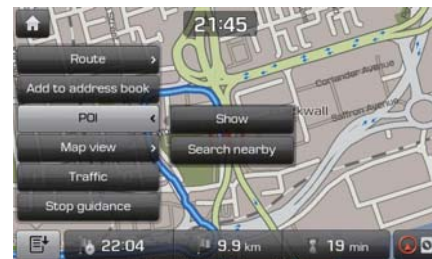 21:45
Route
Coriander Avenue
Add to address book
POI
Show
kwall
Saffron Avenue
Map view
Search nearby
Traffic
Stop guidance
22:04
9.9 km
19 min